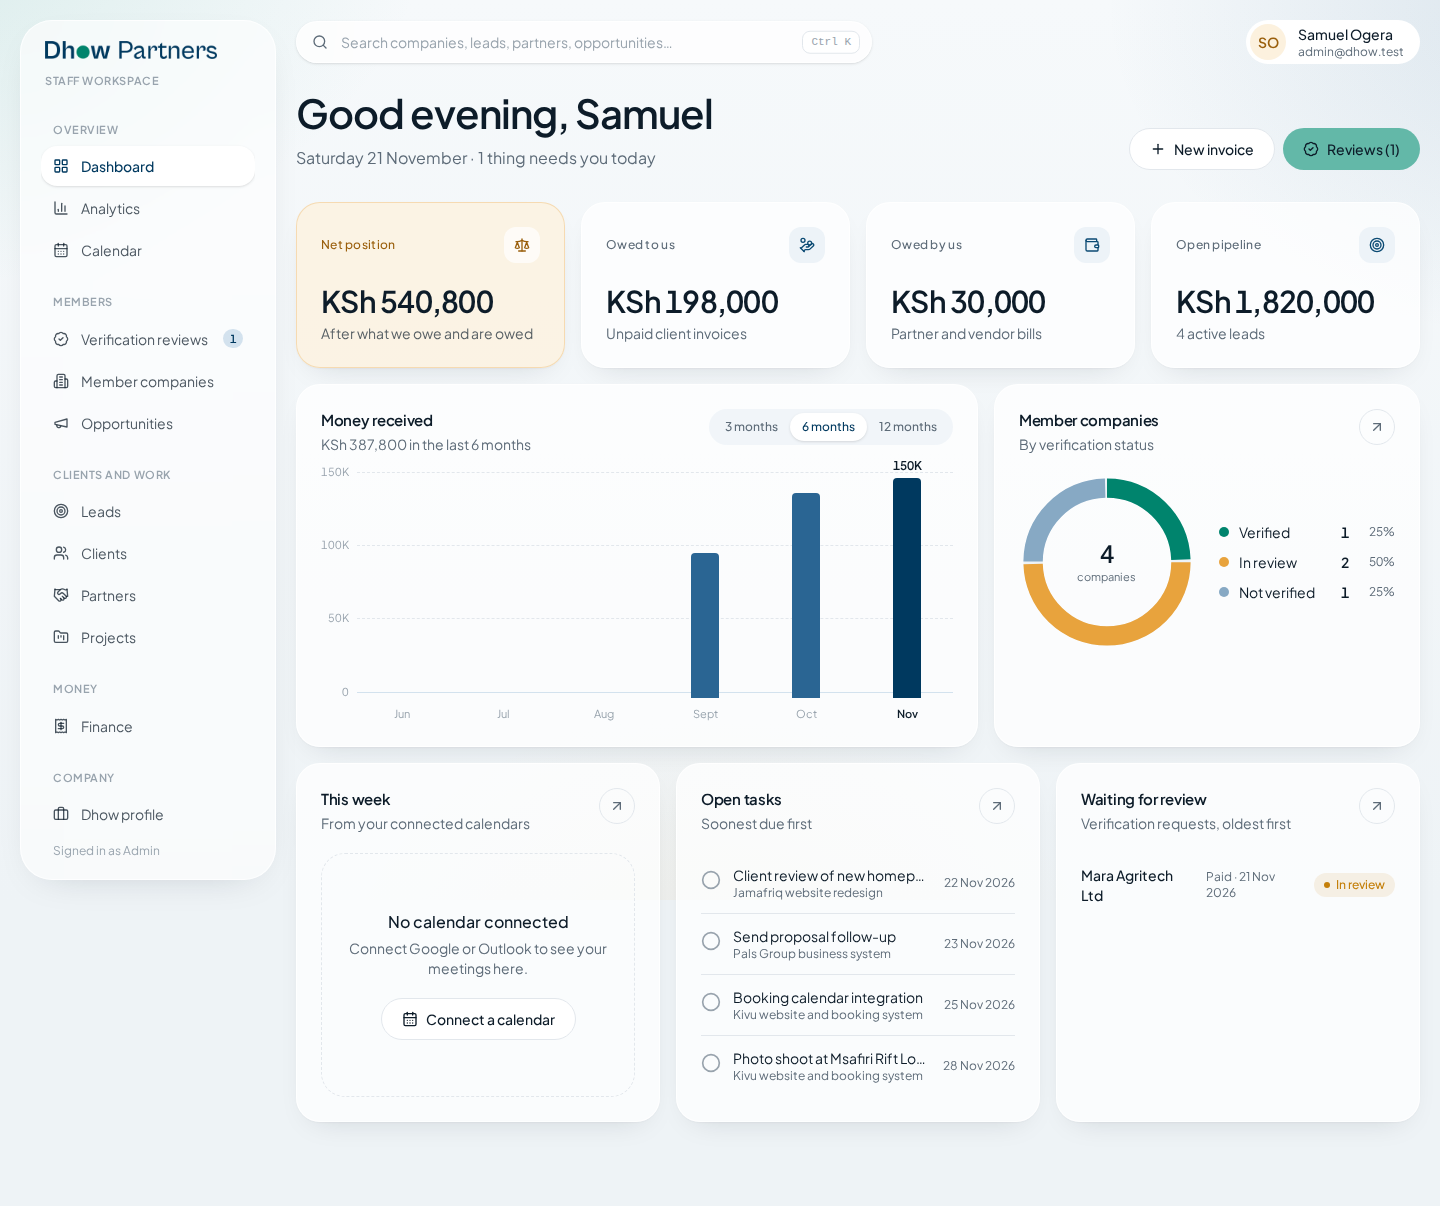 Dhow Partners
STAFF WORKSPACE
OVERVIEW
Dashboard
Analytics
Calendar
MEMBERS
Verification reviews 1
Member companies
Opportunities
CLIENTS AND WORK
Leads
Clients
Partners
Projects
MONEY
Finance
COMPANY
Dhow profile
Signed in as Admin
Search companies, leads, partners, opportunities... Ctrl K
SO
Samuel Ogera
admin@dhow.test
Good evening, Samuel
Saturday 21 November · 1 thing needs you today
New invoice
Reviews (1)
Net position
KSh 540,800
After what we owe and are owed
Owed to us
KSh 198,000
Unpaid client invoices
Owed by us
KSh 30,000
Partner and vendor bills
Open pipeline
KSh 1,820,000
4 active leads
Money received
KSh 387,800 in the last 6 months
3 months 6 months 12 months
150K
150K
100K
50K
0
Jun Jul Aug Sept Oct Nov
Member companies
By verification status
4
companies
Verified 1 25%
In review 2 50%
Not verified 1 25%
This week
From your connected calendars
No calendar connected
Connect Google or Outlook to see your
meetings here.
Connect a calendar
Open tasks
Soonest due first
Client review of new homep... 22 Nov 2026
Jamafriq website redesign
Send proposal follow-up 23 Nov 2026
Pals Group business system
Booking calendar integration 25 Nov 2026
Kivu website and booking system
Photo shoot at Msafiri Rift Lo... 28 Nov 2026
Kivu website and booking system
Waiting for review
Verification requests, oldest first
Mara Agritech
Ltd
Paid · 21 Nov
2026
In review